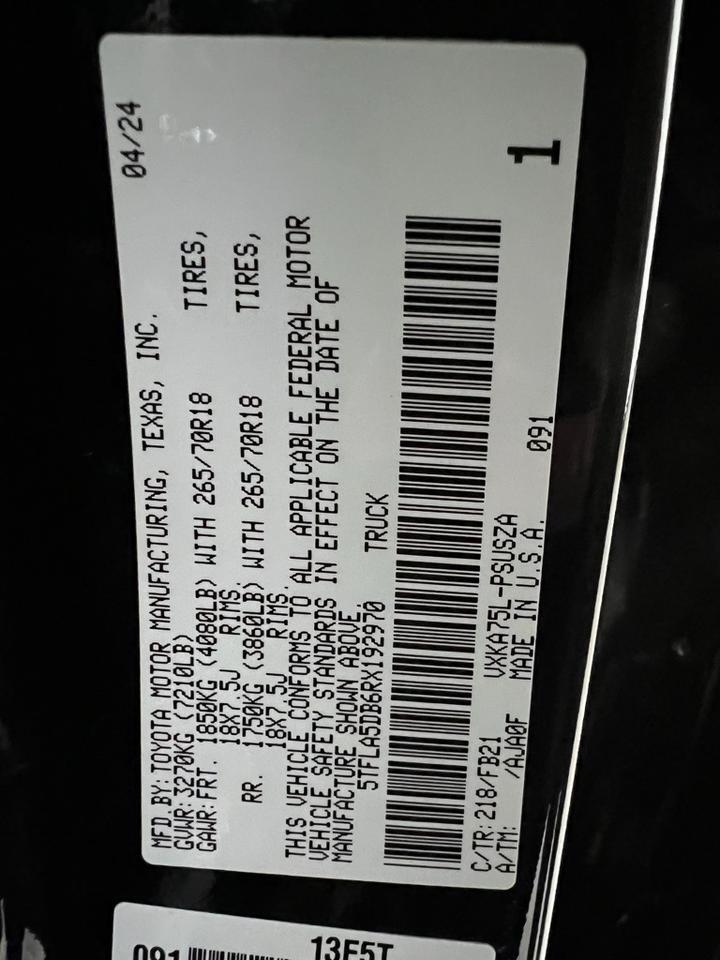 MFD.BY:TOYOTA MOTOR MANUFACTURING, TEXAS, INC. 04/24
GVWR:3270KG (7210LB)
GAWR:FRT. 1850KG (4080LB) WITH 265/70R18 TIRES,
18X7.5J RIMS.
RR. 1750KG (3860LB) WITH 265/70R18 TIRES,
18X7.5J RIMS.
THIS VEHICLE CONFORMS TO ALL APPLICABLE FEDERAL MOTOR
VEHICLE SAFETY STANDARDS IN EFFECT ON THE DATE OF
MANUFACTURE SHOWN ABOVE.
5TFLA5DB6RX192970 TRUCK
C/TR:218/FB21 VXKA75L-PSUSZA
A/TM: /AJA0F MADE IN U.S.A. 091 1
091 13F5T